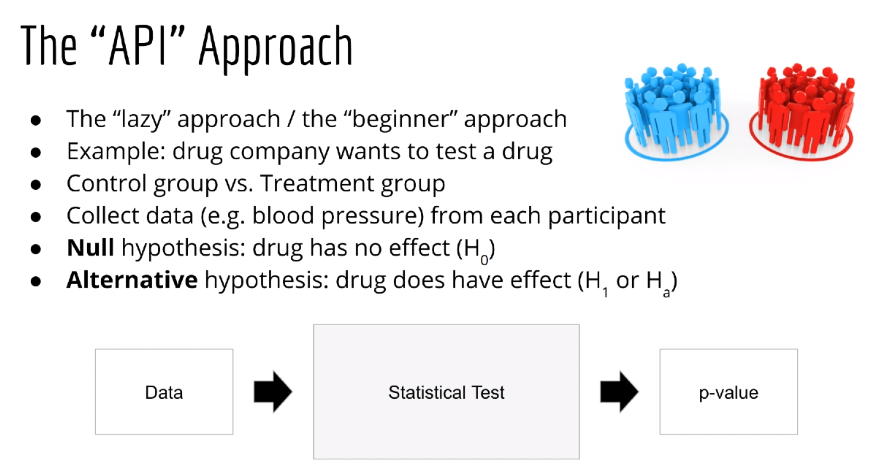 The “API” Approach
● The “lazy” approach / the “beginner” approach
● Example: drug company wants to test a drug
● Control group vs. Treatment group
● Collect data (e.g. blood pressure) from each participant
● Null hypothesis: drug has no effect (H0)
● Alternative hypothesis: drug does have effect (H1 or Ha)
Data
Statistical Test
p-value